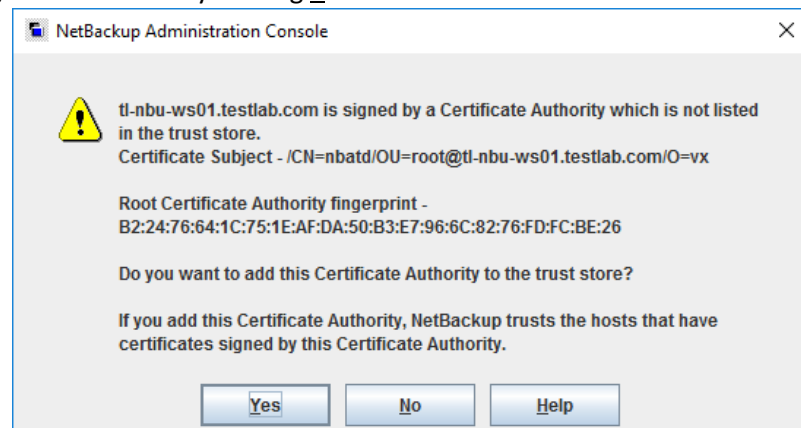 NetBackup Administration Console
tl-nbu-ws01.testlab.com is signed by a Certificate Authority which is not listed
in the trust store.
Certificate Subject - /CN=nbatd/OU=root@tl-nbu-ws01.testlab.com/O=vx
Root Certificate Authority fingerprint -
B2:24:76:64:1C:75:1E:AF:DA:50:B3:E7:96:6C:82:76:FD:FC:BE:26
Do you want to add this Certificate Authority to the trust store?
If you add this Certificate Authority, NetBackup trusts the hosts that have
certificates signed by this Certificate Authority.
Yes No Help